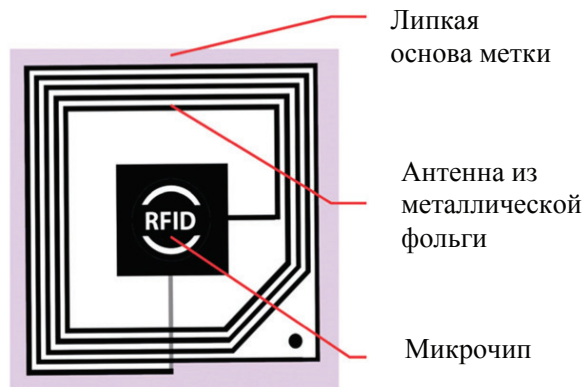 Липкая
основа метки
RFID
Антенна из
металлической
фольги
Микрочип